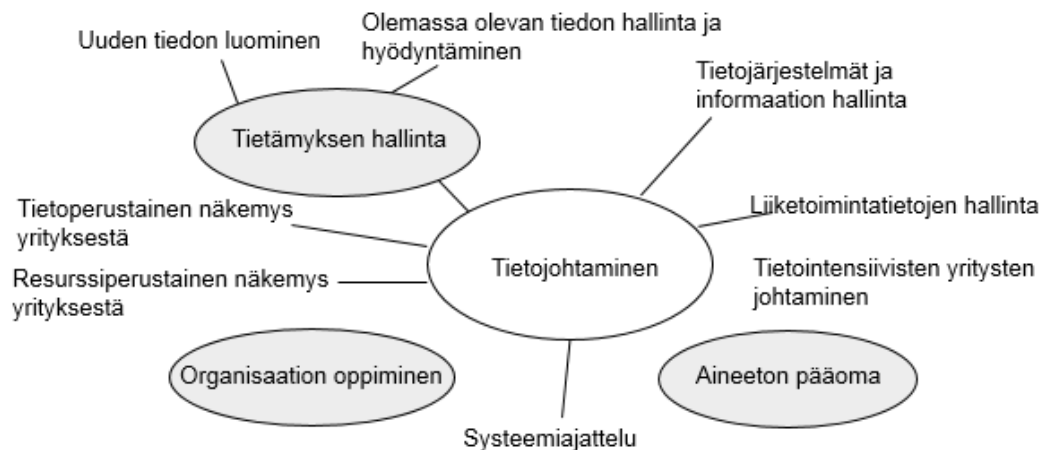 Uuden tiedon luominen
Olemassa olevan tiedon hallinta ja
hyödyntäminen
Tietojärjestelmät ja
informaation hallinta
Tietämyksen hallinta
Tietoperustainen näkemys
yrityksestä
Liiketoimintatietojen hallinta
Tietojohtaminen
Resurssiperustainen näkemys
yrityksestä
Tietointensiivisten yritysten
johtaminen
Organisaation oppiminen
Aineeton pääoma
Systeemiajattelu